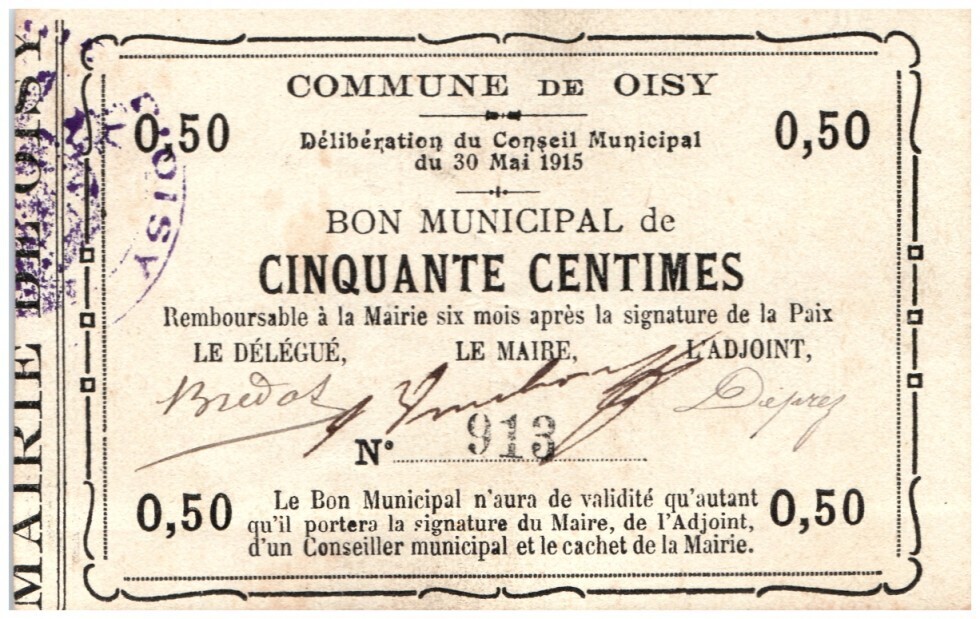 MAIRIE DE OISY
OISY
COMMUNE DE OISY
0,50 0,50
Délibération du Conseil Municipal
du 30 Mai 1915
BON MUNICIPAL de
CINQUANTE CENTIMES
Remboursable à la Mairie six mois après la signature de la Paix
LE DÉLÉGUÉ, LE MAIRE, L'ADJOINT,
Bredat Diéprez
N° 913
0,50 0,50
Le Bon Municipal n'aura de validité qu'autant
qu'il portera la signature du Maire, de l'Adjoint,
d'un Conseiller municipal et le cachet de la Mairie.